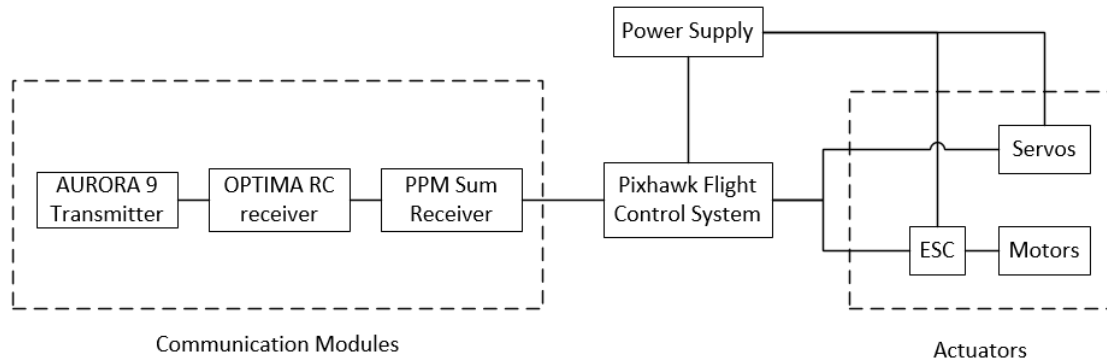 Power Supply
AURORA 9
Transmitter
OPTIMA RC
receiver
PPM Sum
Receiver
Pixhawk Flight
Control System
Servos
ESC
Motors
Communication Modules
Actuators